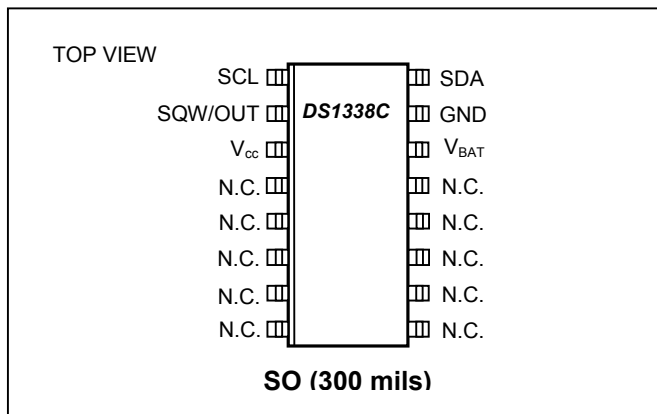 TOP VIEW
SCL SDA
SQW/OUT DS1338C GND
Vcc VBAT
N.C. N.C.
N.C. N.C.
N.C. N.C.
N.C. N.C.
N.C. N.C.
SO (300 mils)